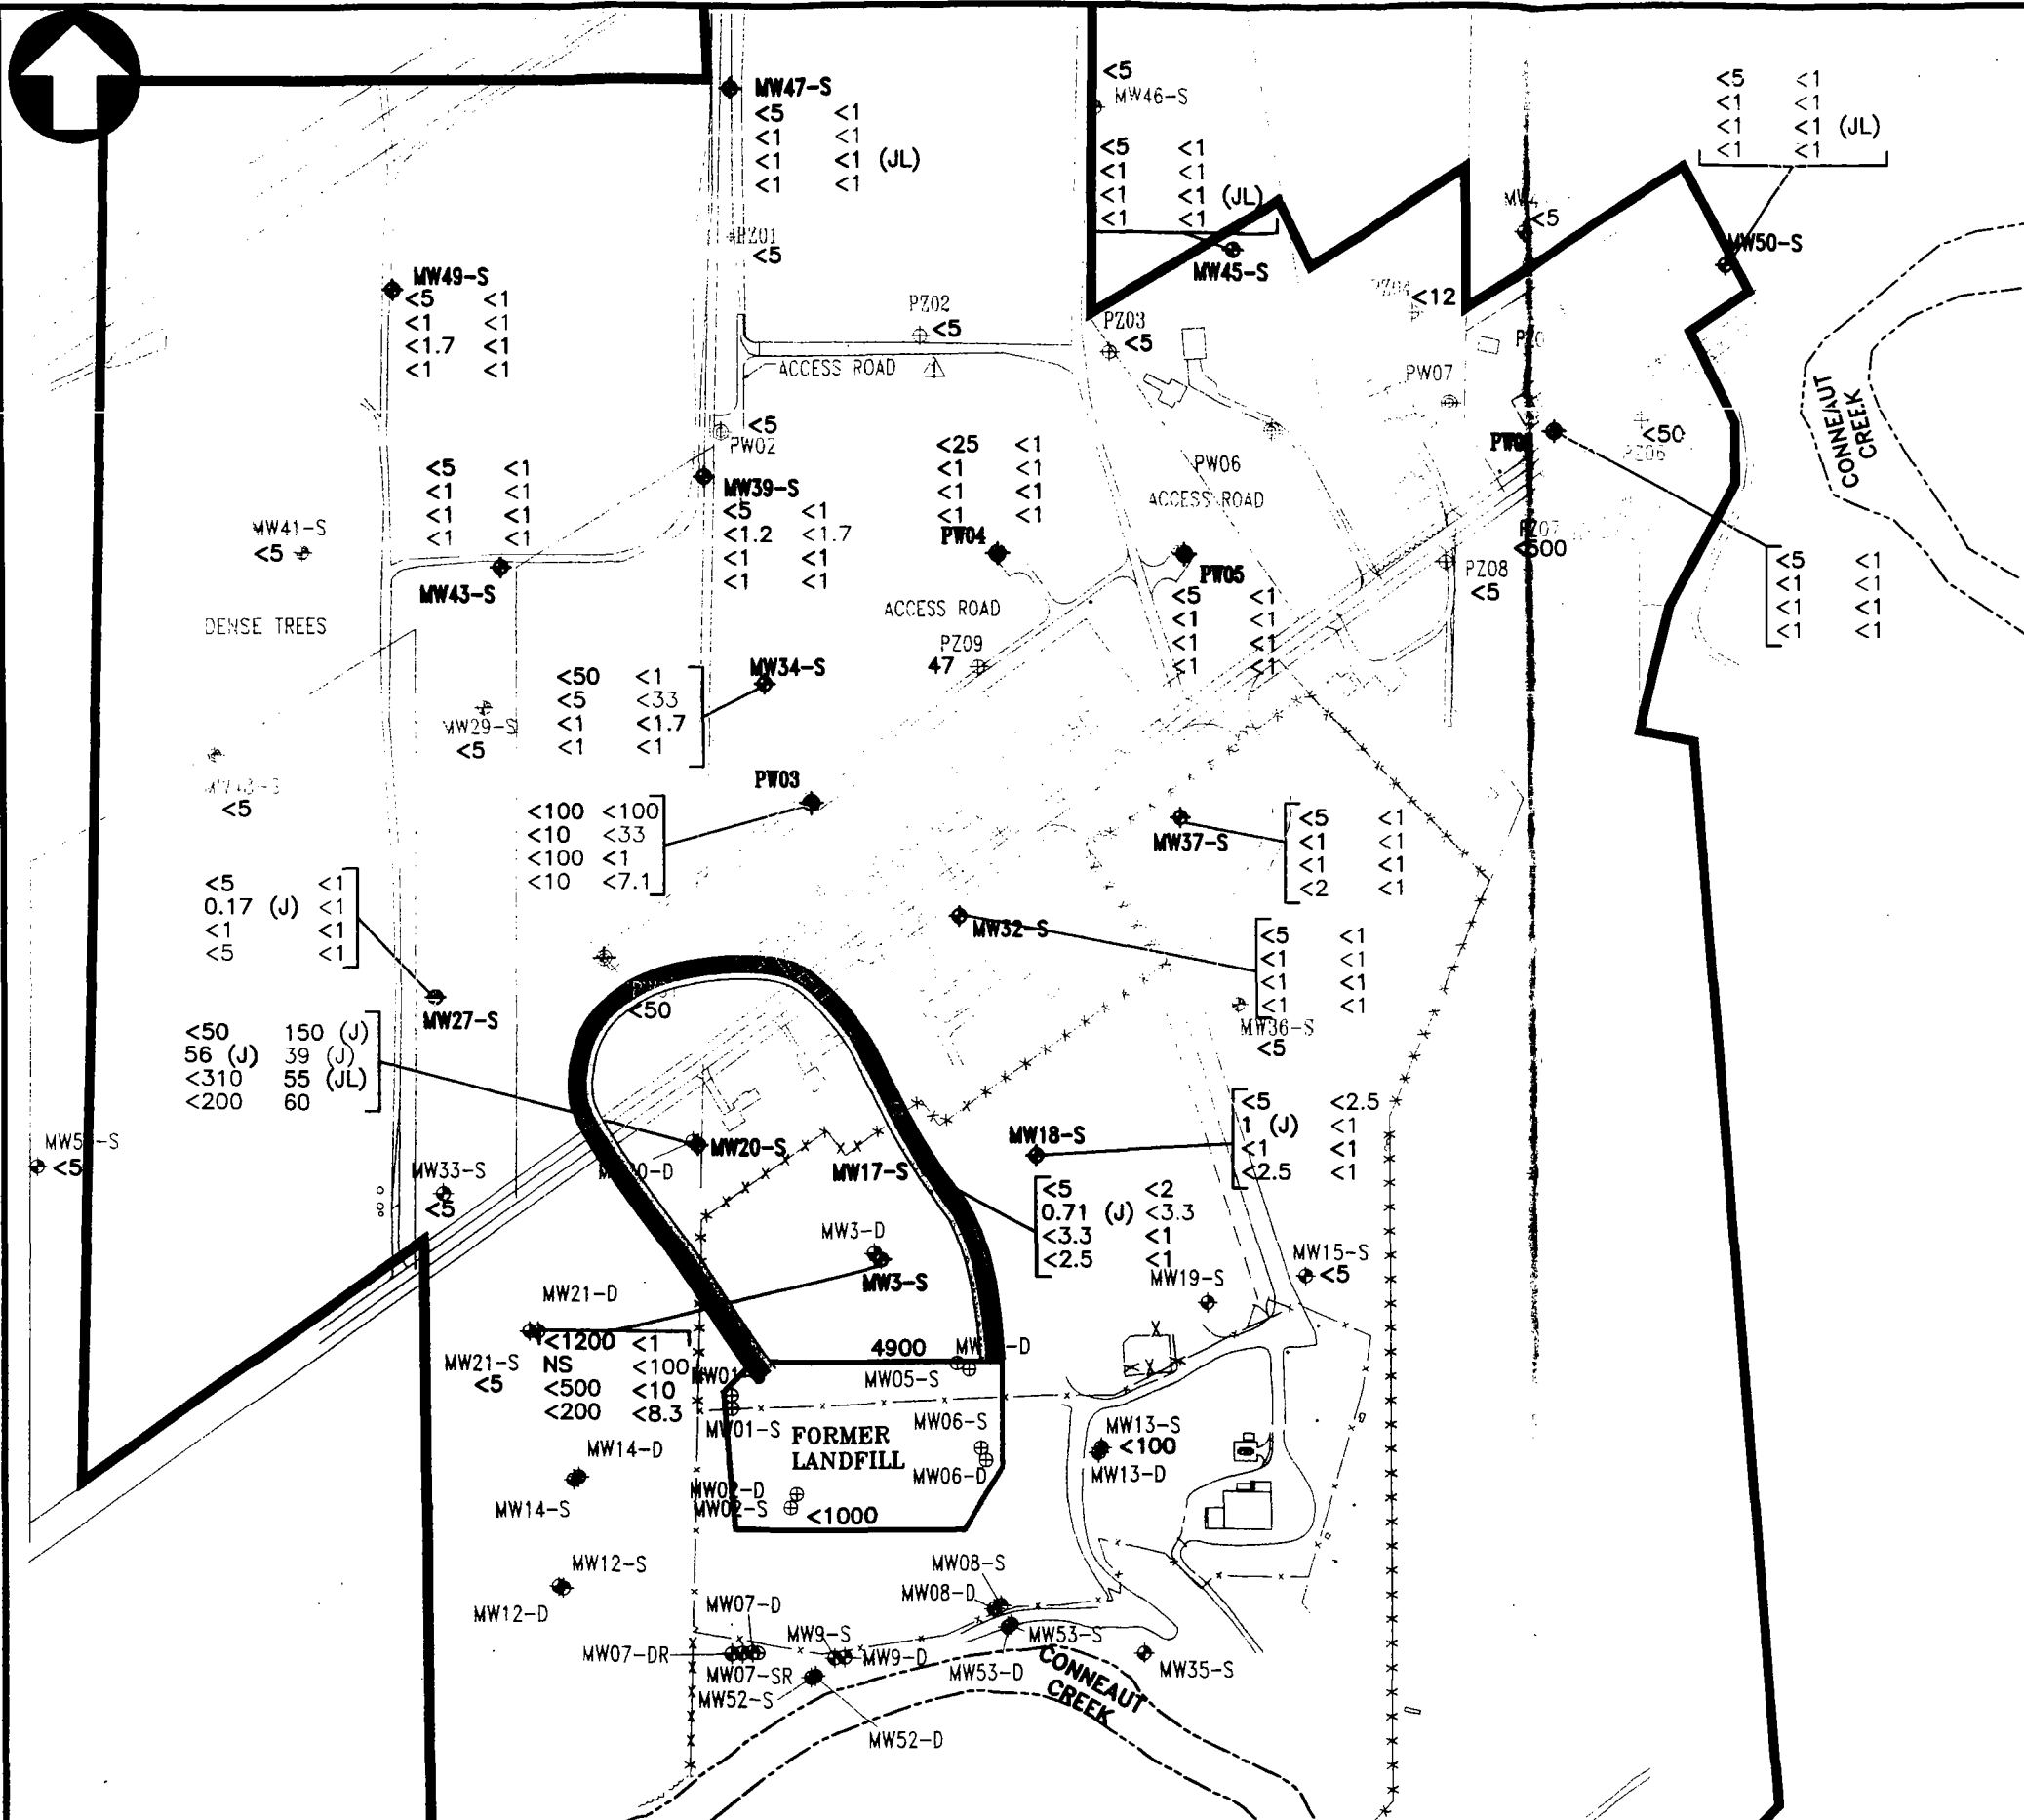 MW47-S
<5 <1
<1 <1
<1 <1 (JL)
<1 <1
<5
MW46-S
<5 <1
<1 <1
<1 <1 (JL)
<1 <1
MW45-S
<5 <1
<1 <1
<1 <1 (JL)
<1 <1
MW50-S
<5
PZ01
<5
MW49-S
<5 <1
<1 <1
<1.7 <1
<1 <1
PZ02
<5
PZ03
<5
<12
ACCESS ROAD
PW07
CONNEAUT
CREEK
<5
PW02
<25 <1
<1 <1
<1 <1
<1 <1
PW04
PW06
ACCESS ROAD
<50
PZ06
<5 <1
<1 <1
<1 <1
<1 <1
MW43-S
MW39-S
<5 <1
<1.2 <1.7
<1 <1
<1 <1
MW41-S
<5
PZ07
<500
PZ08
<5
<5 <1
<1 <1
<1 <1
<1 <1
PW05
<5 <1
<1 <1
<1 <1
<1 <1
DENSE TREES
ACCESS ROAD
PZ09
47
MW34-S
<50 <1
<5 <33
<1 <1.7
<1 <1
MW29-S
<5
<5
PW03
<100 <100
<10 <33
<100 <1
<10 <7.1
MW37-S
<5 <1
<1 <1
<1 <1
<2 <1
<5 <1
0.17 (J) <1
<1 <1
<5 <1
MW27-S
MW32-S
<5 <1
<1 <1
<1 <1
<1 <1
<50
MW36-S
<5
<50 150 (J)
56 (J) 39 (J)
<310 55 (JL)
<200 60
MW20-S
MW18-S
<5 <2.5
1 (J) <1
<1 <1
<2.5 <1
<5
MW33-S
<5
MW17-S
<5 <2
0.71 (J) <3.3
<3.3 <1
<2.5 <1
MW3-D
MW3-S
MW15-S
<5
MW19-S
MW21-D
MW21-S
<5
<1200 <1
NS <100
<500 <10
<200 <8.3
4900
MW05-S
MW01-S
MW06-S
FORMER
LANDFILL
MW06-D
MW13-S
<100
MW13-D
MW14-D
MW14-S
MW02-D
MW02-S
<1000
MW12-S
MW12-D
MW08-S
MW08-D
MW07-D
MW9-S
MW53-S
MW07-DR
MW9-D
MW07-SR
MW53-D
MW35-S
MW52-S
MW52-D
CONNEAUT
CREEK